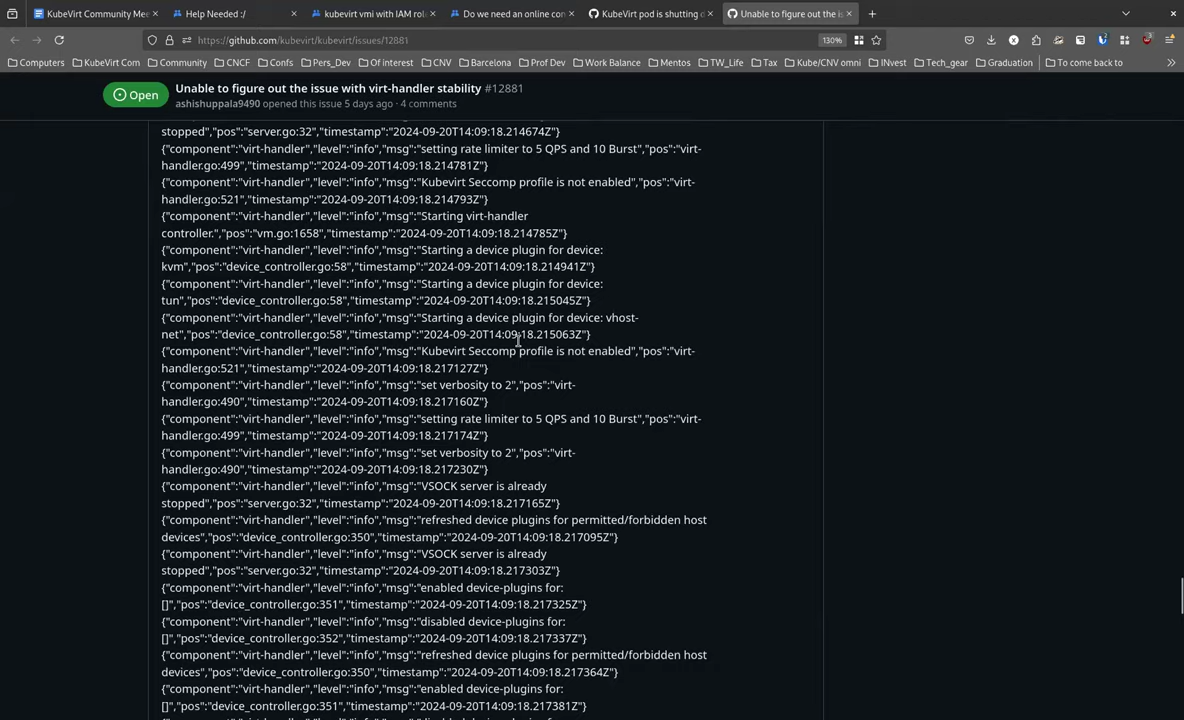 KubeVirt Community Mee
Help Needed :/
kubevirt vmi with IAM rol
Do we need an online con
KubeVirt pod is shutting d
Unable to figure out the is
https://github.com/kubevirt/kubevirt/issues/12881
130%
Computers
KubeVirt Com
Community
CNCF
Confs
Pers_Dev
Of interest
CNV
Barcelona
Prof Dev
Work Balance
Mentos
TW_Life
Tax
Kube/CNV omni
INvest
Tech_gear
Graduation
To come back to
Open
Unable to figure out the issue with virt-handler stability #12881
ashishuppala9490 opened this issue 5 days ago · 4 comments
stopped","pos":"server.go:32","timestamp":"2024-09-20T14:09:18.214674Z"}
{"component":"virt-handler","level":"info","msg":"setting rate limiter to 5 QPS and 10 Burst","pos":"virt-
handler.go:499","timestamp":"2024-09-20T14:09:18.214781Z"}
{"component":"virt-handler","level":"info","msg":"Kubevirt Seccomp profile is not enabled","pos":"virt-
handler.go:521","timestamp":"2024-09-20T14:09:18.214793Z"}
{"component":"virt-handler","level":"info","msg":"Starting virt-handler
controller.","pos":"vm.go:1658","timestamp":"2024-09-20T14:09:18.214785Z"}
{"component":"virt-handler","level":"info","msg":"Starting a device plugin for device:
kvm","pos":"device_controller.go:58","timestamp":"2024-09-20T14:09:18.214941Z"}
{"component":"virt-handler","level":"info","msg":"Starting a device plugin for device:
tun","pos":"device_controller.go:58","timestamp":"2024-09-20T14:09:18.215045Z"}
{"component":"virt-handler","level":"info","msg":"Starting a device plugin for device: vhost-
net","pos":"device_controller.go:58","timestamp":"2024-09-20T14:09:18.215063Z"}
{"component":"virt-handler","level":"info","msg":"Kubevirt Seccomp profile is not enabled","pos":"virt-
handler.go:521","timestamp":"2024-09-20T14:09:18.217127Z"}
{"component":"virt-handler","level":"info","msg":"set verbosity to 2","pos":"virt-
handler.go:490","timestamp":"2024-09-20T14:09:18.217160Z"}
{"component":"virt-handler","level":"info","msg":"setting rate limiter to 5 QPS and 10 Burst","pos":"virt-
handler.go:499","timestamp":"2024-09-20T14:09:18.217174Z"}
{"component":"virt-handler","level":"info","msg":"set verbosity to 2","pos":"virt-
handler.go:490","timestamp":"2024-09-20T14:09:18.217230Z"}
{"component":"virt-handler","level":"info","msg":"VSOCK server is already
stopped","pos":"server.go:32","timestamp":"2024-09-20T14:09:18.217165Z"}
{"component":"virt-handler","level":"info","msg":"refreshed device plugins for permitted/forbidden host
devices","pos":"device_controller.go:350","timestamp":"2024-09-20T14:09:18.217095Z"}
{"component":"virt-handler","level":"info","msg":"VSOCK server is already
stopped","pos":"server.go:32","timestamp":"2024-09-20T14:09:18.217303Z"}
{"component":"virt-handler","level":"info","msg":"enabled device-plugins for:
[]","pos":"device_controller.go:351","timestamp":"2024-09-20T14:09:18.217325Z"}
{"component":"virt-handler","level":"info","msg":"disabled device-plugins for:
[]","pos":"device_controller.go:352","timestamp":"2024-09-20T14:09:18.217337Z"}
{"component":"virt-handler","level":"info","msg":"refreshed device plugins for permitted/forbidden host
devices","pos":"device_controller.go:350","timestamp":"2024-09-20T14:09:18.217364Z"}
{"component":"virt-handler","level":"info","msg":"enabled device-plugins for:
[]","pos":"device_controller.go:351","timestamp":"2024-09-20T14:09:18.217381Z"}